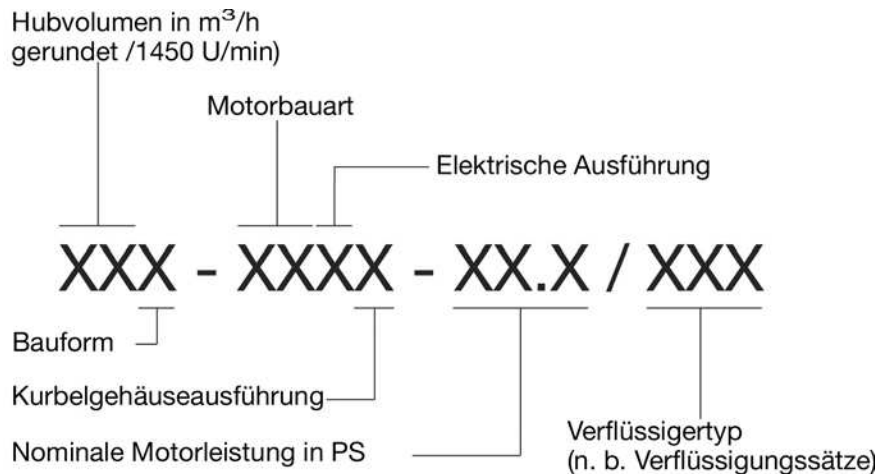 Hubvolumen in m³/h
gerundet /1450 U/min)
Motorbauart
Elektrische Ausführung
XXX - XXXX - XX.X / XXX
Bauform
Kurbelgehäuseausführung
Nominale Motorleistung in PS
Verflüssigertyp
(n. b. Verflüssigungssätze)